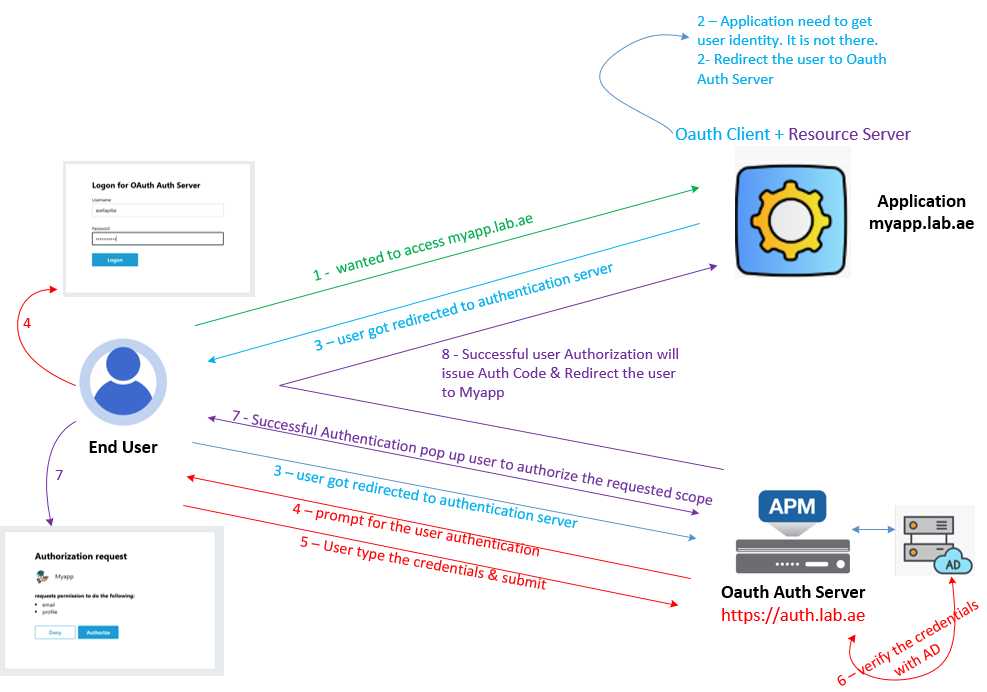 2 – Application need to get
user identity. It is not there.
2- Redirect the user to Oauth
Auth Server
Oauth Client + Resource Server
Application
myapp.lab.ae
Logon for OAuth Auth Server
Username
Password
Logon
1 - wanted to access myapp.lab.ae
3 – user got redirected to authentication server
4
8 - Successful user Authorization will
issue Auth Code & Redirect the user
to Myapp
End User
7 - Successful Authentication pop up user to authorize the requested scope
7
3 – user got redirected to authentication server
4 – prompt for the user authentication
5 – User type the credentials & submit
APM
AD
Oauth Auth Server
https://auth.lab.ae
6 – verify the credentials
with AD
Authorization request
Myapp
requests permission to do the following:
• email
• profile
Deny
Authorize